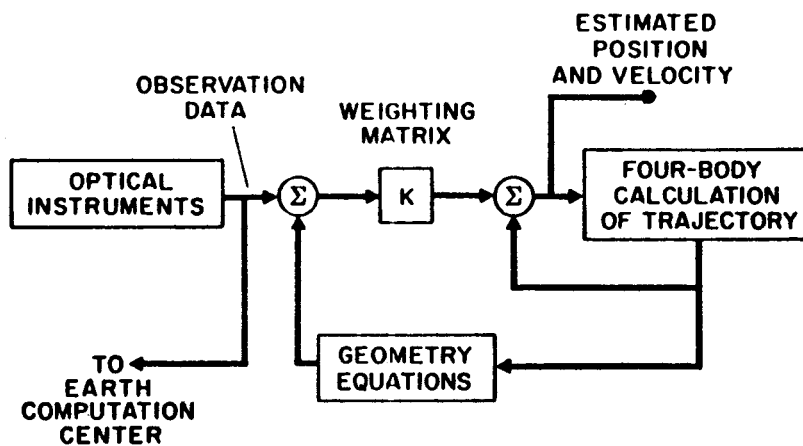 ESTIMATED
POSITION
AND VELOCITY
OBSERVATION
DATA
WEIGHTING
MATRIX
OPTICAL
INSTRUMENTS
Σ
K
Σ
FOUR-BODY
CALCULATION
OF TRAJECTORY
GEOMETRY
EQUATIONS
TO
EARTH
COMPUTATION
CENTER